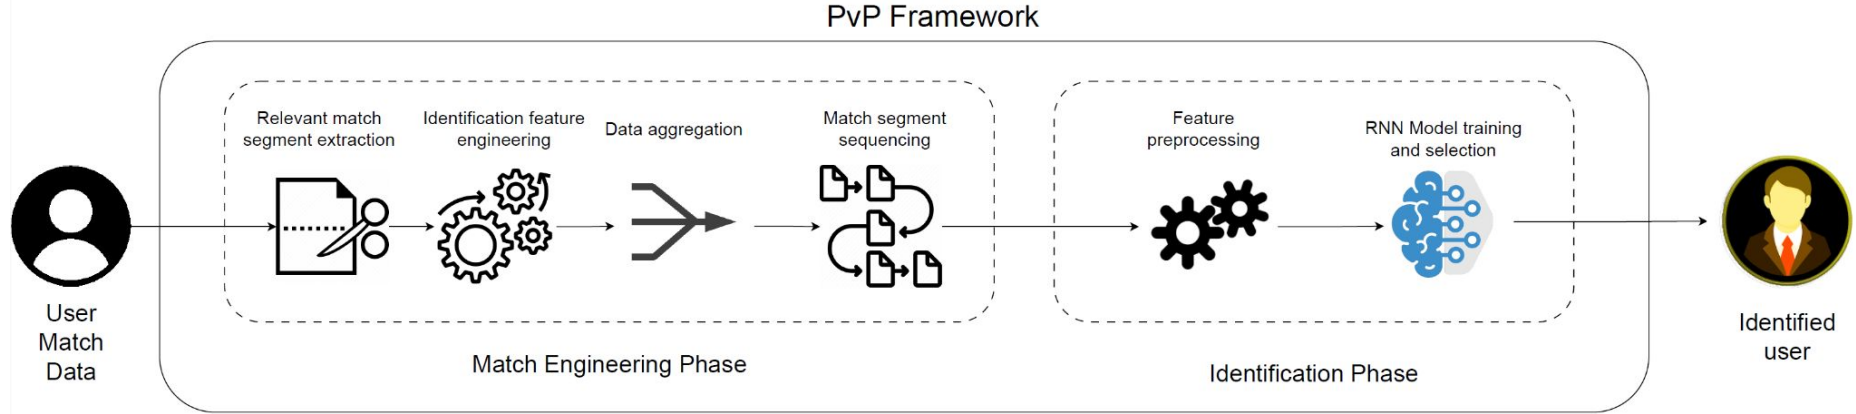 PvP Framework
Relevant match
segment extraction
Identification feature
engineering
Data aggregation
Match segment
sequencing
Feature
preprocessing
RNN Model training
and selection
User
Match
Data
Identified
user
Match Engineering Phase
Identification Phase